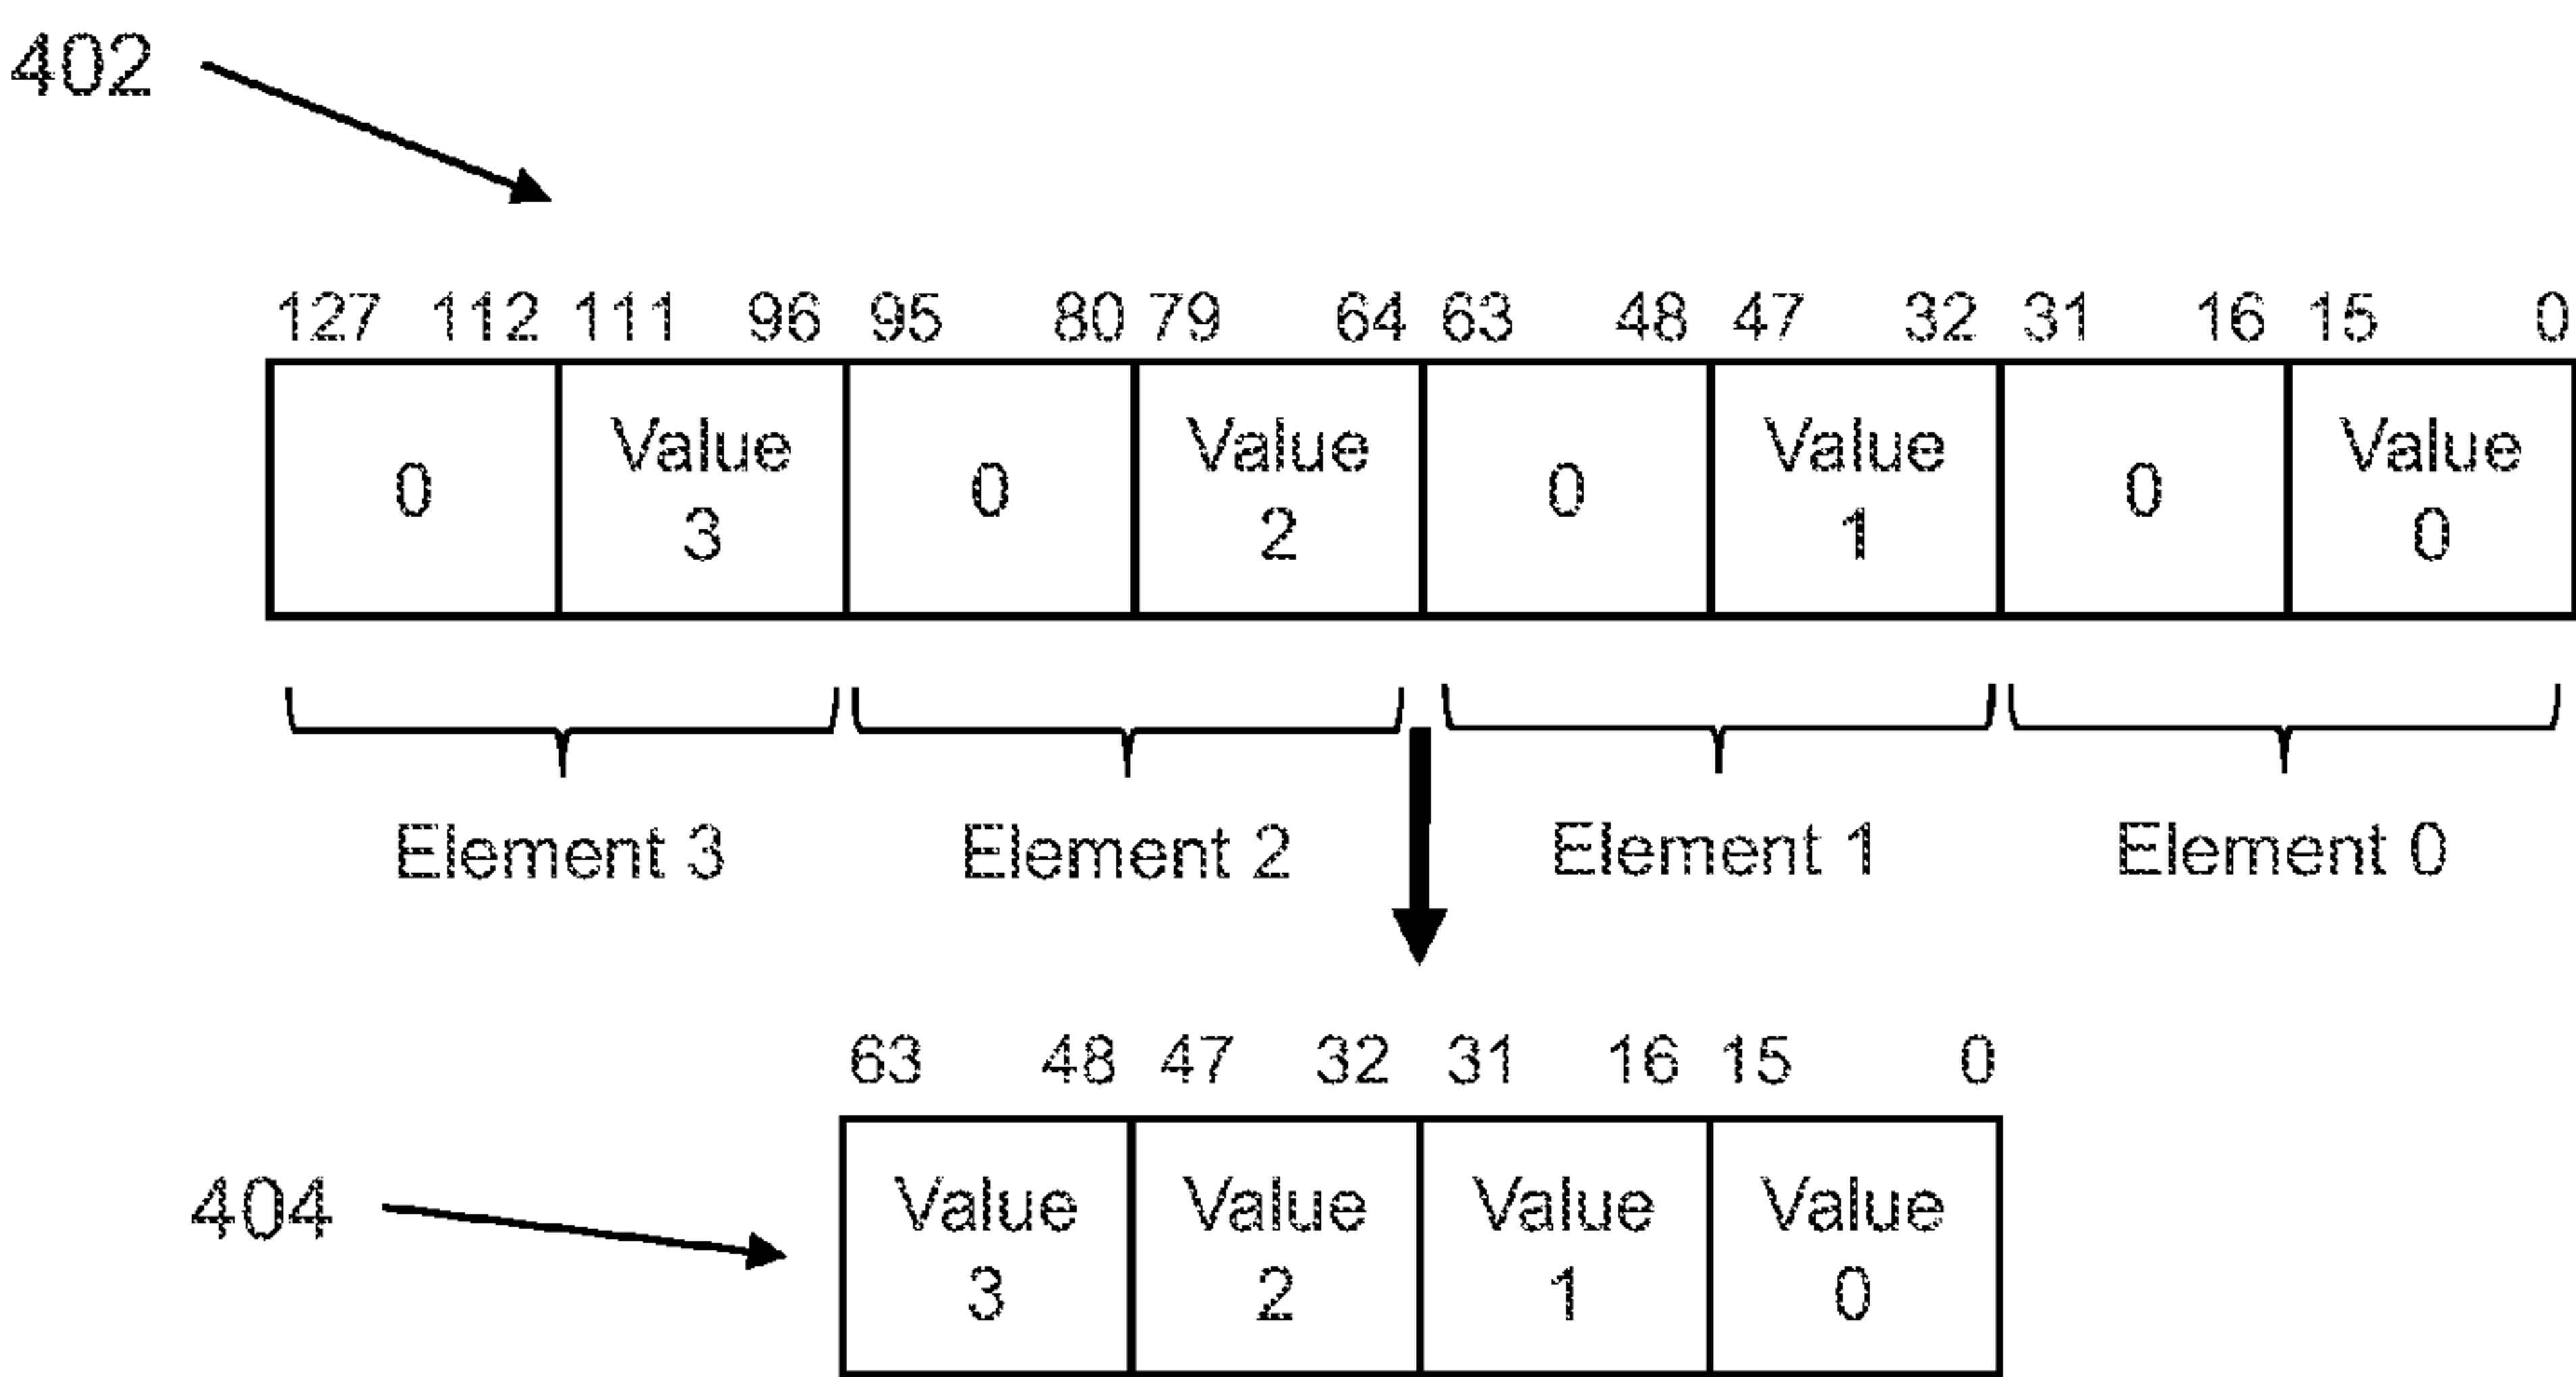 402
127 112 111 96 95 80 79 64 63 48 47 32 31 16 15 0
0 Value 3 0 Value 2 0 Value 1 0 Value 0
Element 3 Element 2 Element 1 Element 0
63 48 47 32 31 16 15 0
404
Value 3 Value 2 Value 1 Value 0